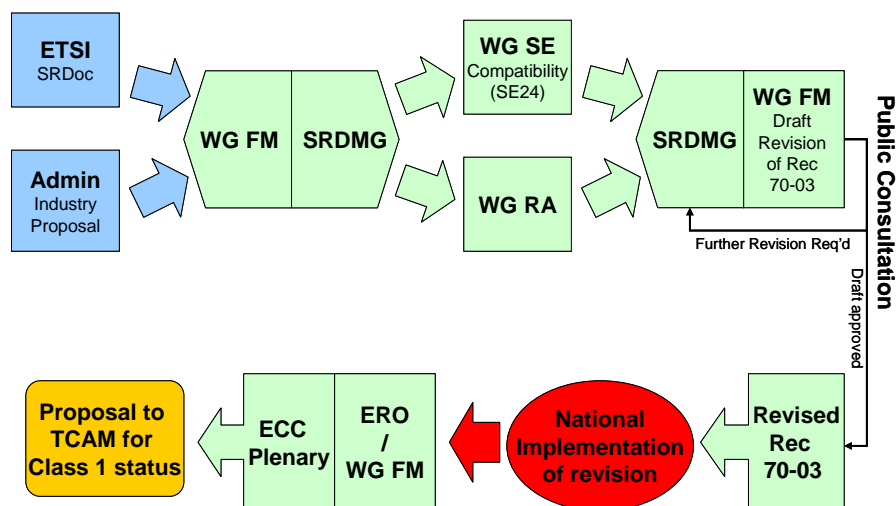 ETSI
SRDoc
Admin
Industry
Proposal
WG FM
SRDMG
WG SE
Compatibility
(SE24)
WG RA
SRDMG
WG FM
Draft
Revision
of Rec
70-03
Public Consultation
Further Revision Req'd
Draft approved
Proposal to
TCAM for
Class 1 status
ECC
Plenary
ERO
/
WG FM
National
Implementation
of revision
Revised
Rec
70-03